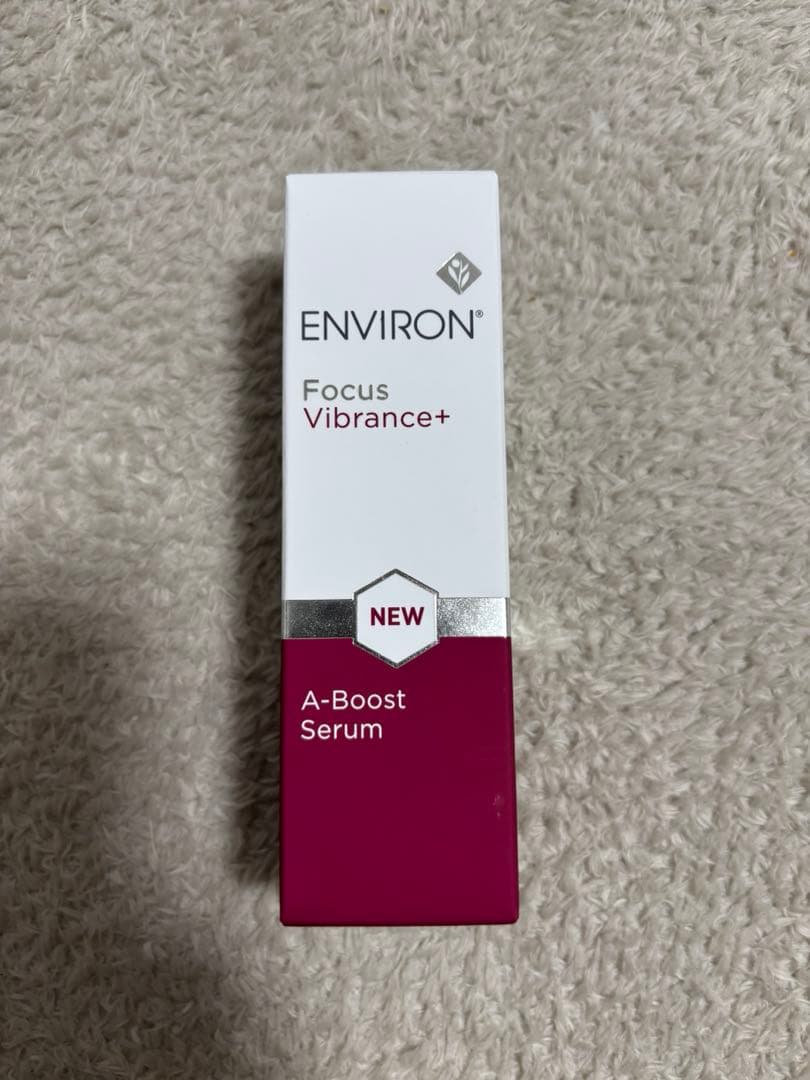 ENVIRON®
Focus
Vibrance+
NEW
A-Boost
Serum